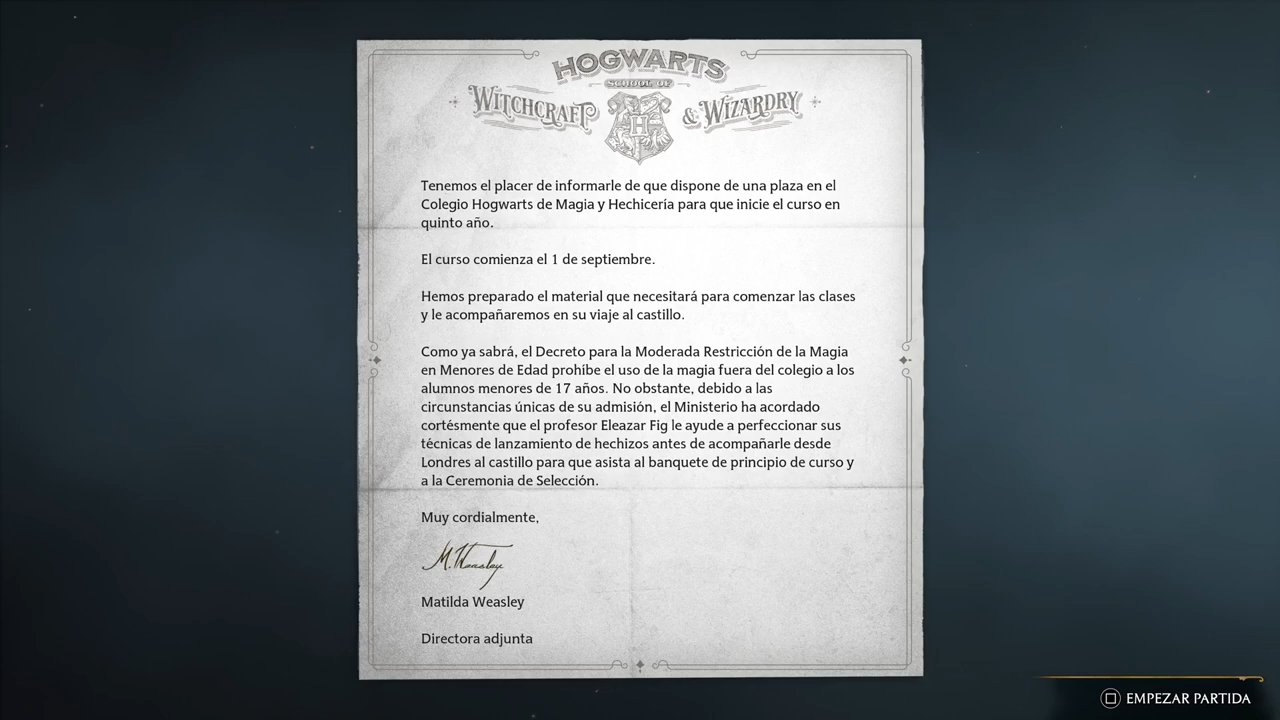 HOGWARTS
SCHOOL OF
WITCHCRAFT & WIZARDRY
H
Tenemos el placer de informarle de que dispone de una plaza en el
Colegio Hogwarts de Magia y Hechicería para que inicie el curso en
quinto año.
El curso comienza el 1 de septiembre.
Hemos preparado el material que necesitará para comenzar las clases
y le acompañaremos en su viaje al castillo.
Como ya sabrá, el Decreto para la Moderada Restricción de la Magia
en Menores de Edad prohíbe el uso de la magia fuera del colegio a los
alumnos menores de 17 años. No obstante, debido a las
circunstancias únicas de su admisión, el Ministerio ha acordado
cortésmente que el profesor Eleazar Fig le ayude a perfeccionar sus
técnicas de lanzamiento de hechizos antes de acompañarle desde
Londres al castillo para que asista al banquete de principio de curso y
a la Ceremonia de Selección.
Muy cordialmente,
M. Weasley
Matilda Weasley
Directora adjunta
EMPEZAR PARTIDA